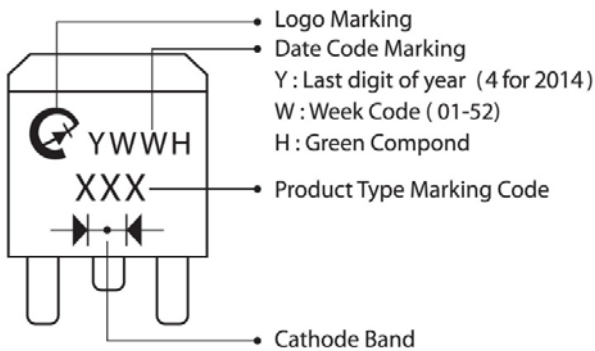 Logo Marking
Date Code Marking
Y : Last digit of year (4 for 2014)
W : Week Code ( 01-52)
H : Green Compond
YWWH
XXX
Product Type Marking Code
Cathode Band